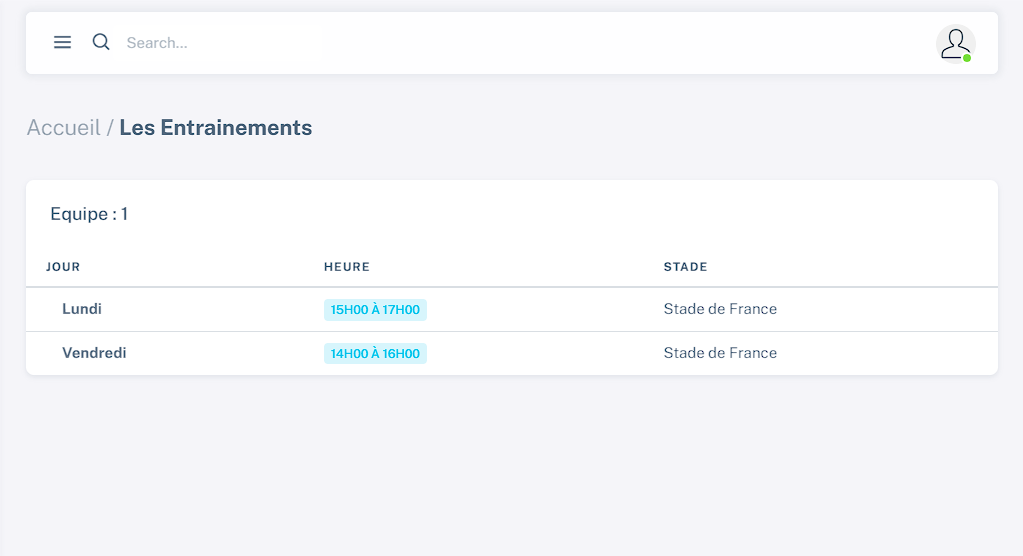 Search...
Accueil / Les Entrainements
Equipe : 1
JOUR HEURE STADE
Lundi 15H00 À 17H00 Stade de France
Vendredi 14H00 À 16H00 Stade de France